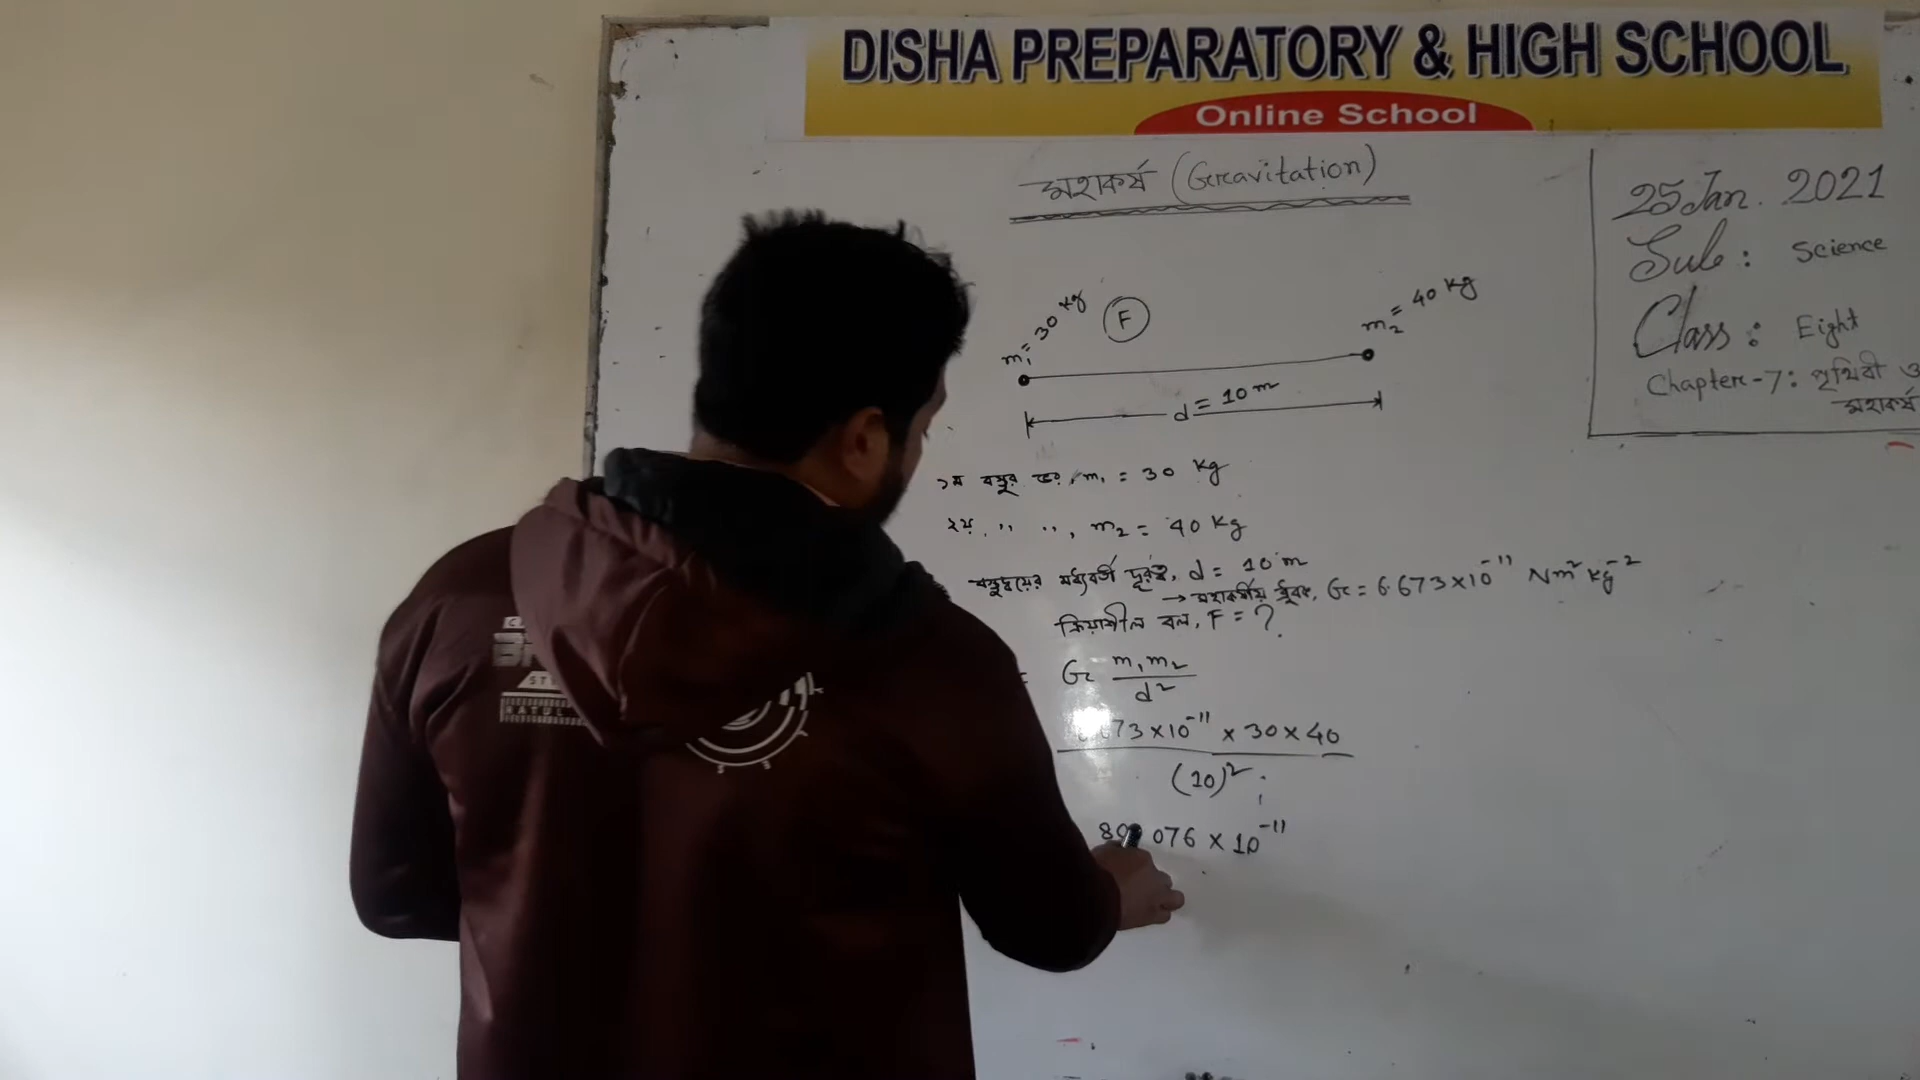 DISHA PREPARATORY & HIGH SCHOOL
Online School
মহাকর্ষ (Gravitation)
25 Jan. 2021
Sub: Science
Class: Eight
Chapter-7: পৃথিবী ও
মহাকর্ষ
m₁ = 30 kg
F
m₂ = 40 kg
d = 10 m
১ম বস্তুর ভর, m₁ = 30 kg
২য় " ", m₂ = 40 kg
বস্তুদ্বয়ের মধ্যবর্তী দূরত্ব, d = 10 m
→ মহাকর্ষীয় ধ্রুবক, G = 6.673×10⁻¹¹ Nm²kg⁻²
ক্রিয়াশীল বল, F = ?
G m₁m₂
d²
73×10⁻¹¹ × 30 × 40
(10)²
076 × 10⁻¹¹
RATUL